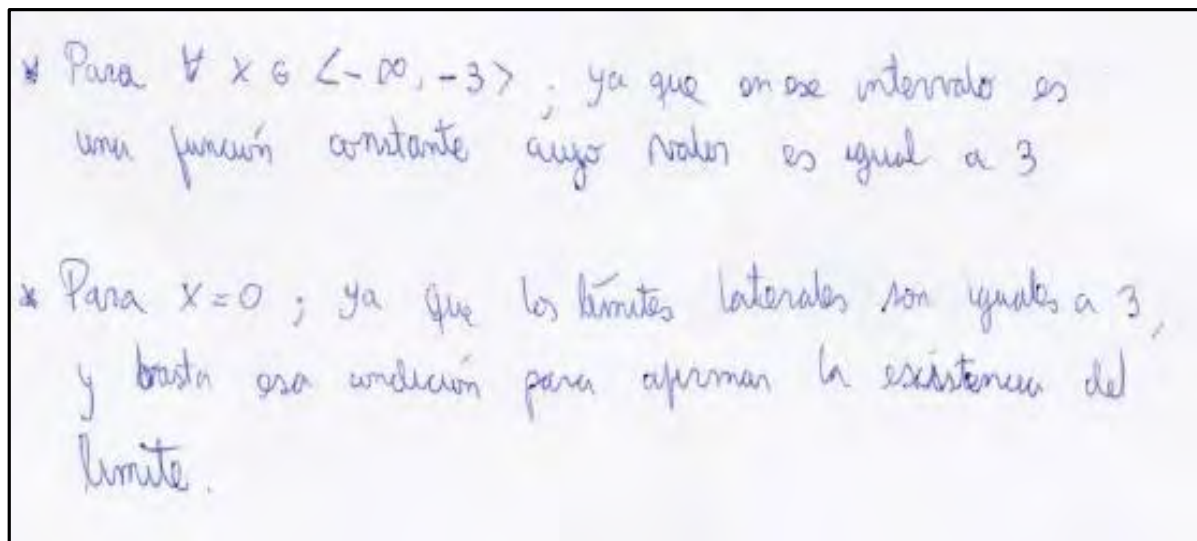 * Para ∀ x ∈ <-∞, -3> ; ya que en ese intervalo es
una función constante cuyo valor es igual a 3
* Para x=0 ; ya que los límites laterales son iguales a 3,
y basta esa condición para afirmar la existencia del
límite.